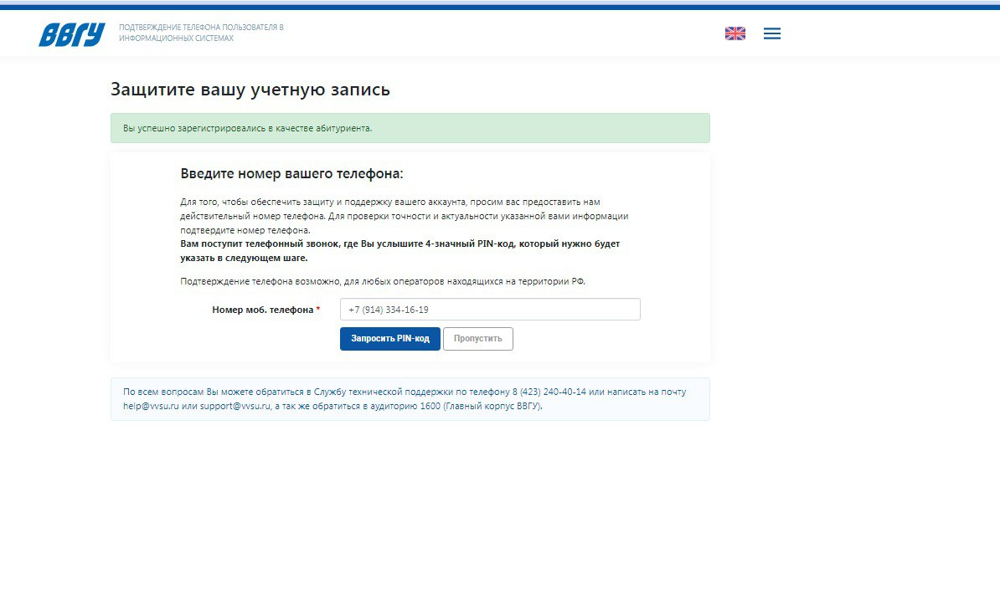 ВВГУ
ПОДТВЕРЖДЕНИЕ ТЕЛЕФОНА ПОЛЬЗОВАТЕЛЯ В
ИНФОРМАЦИОННЫХ СИСТЕМАХ
Защитите вашу учетную запись
Вы успешно зарегистрировались в качестве абитуриента.
Введите номер вашего телефона:
Для того, чтобы обеспечить защиту и поддержку вашего аккаунта, просим вас предоставить нам
действительный номер телефона. Для проверки точности и актуальности указанной вами информации
подтвердите номер телефона.
Вам поступит телефонный звонок, где Вы услышите 4-значный PIN-код, который нужно будет
указать в следующем шаге.
Подтверждение телефона возможно, для любых операторов находящихся на территории РФ.
Номер моб. телефона * +7 (914) 334-16-19
Запросить PIN-код Пропустить
По всем вопросам Вы можете обратиться в Службу технической поддержки по телефону 8 (423) 240-40-14 или написать на почту
help@vvsu.ru или support@vvsu.ru, а так же обратиться в аудиторию 1600 (Главный корпус ВВГУ).